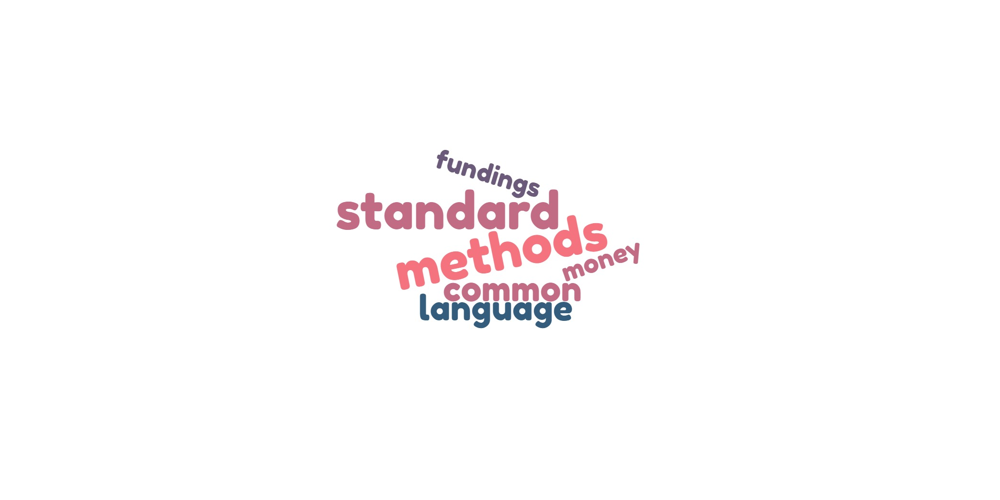 fundings
standard
methods
money
common
language